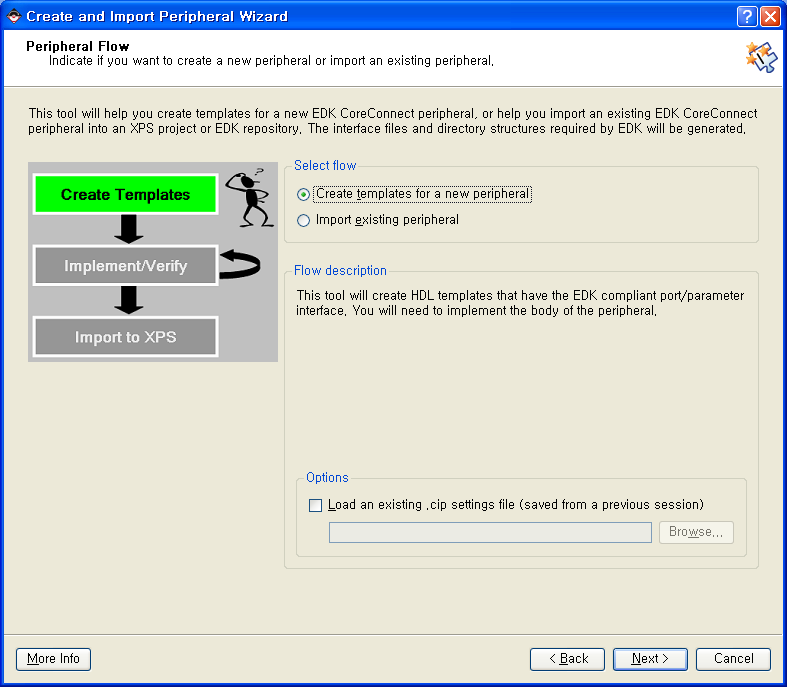 Create and Import Peripheral Wizard
?
Peripheral Flow
Indicate if you want to create a new peripheral or import an existing peripheral.
This tool will help you create templates for a new EDK CoreConnect peripheral, or help you import an existing EDK CoreConnect
peripheral into an XPS project or EDK repository. The interface files and directory structures required by EDK will be generated.
Create Templates
?
Implement/Verify
Import to XPS
Select flow
Create templates for a new peripheral
Import existing peripheral
Flow description
This tool will create HDL templates that have the EDK compliant port/parameter
interface. You will need to implement the body of the peripheral.
Options
Load an existing .cip settings file (saved from a previous session)
Browse...
More Info
< Back
Next >
Cancel